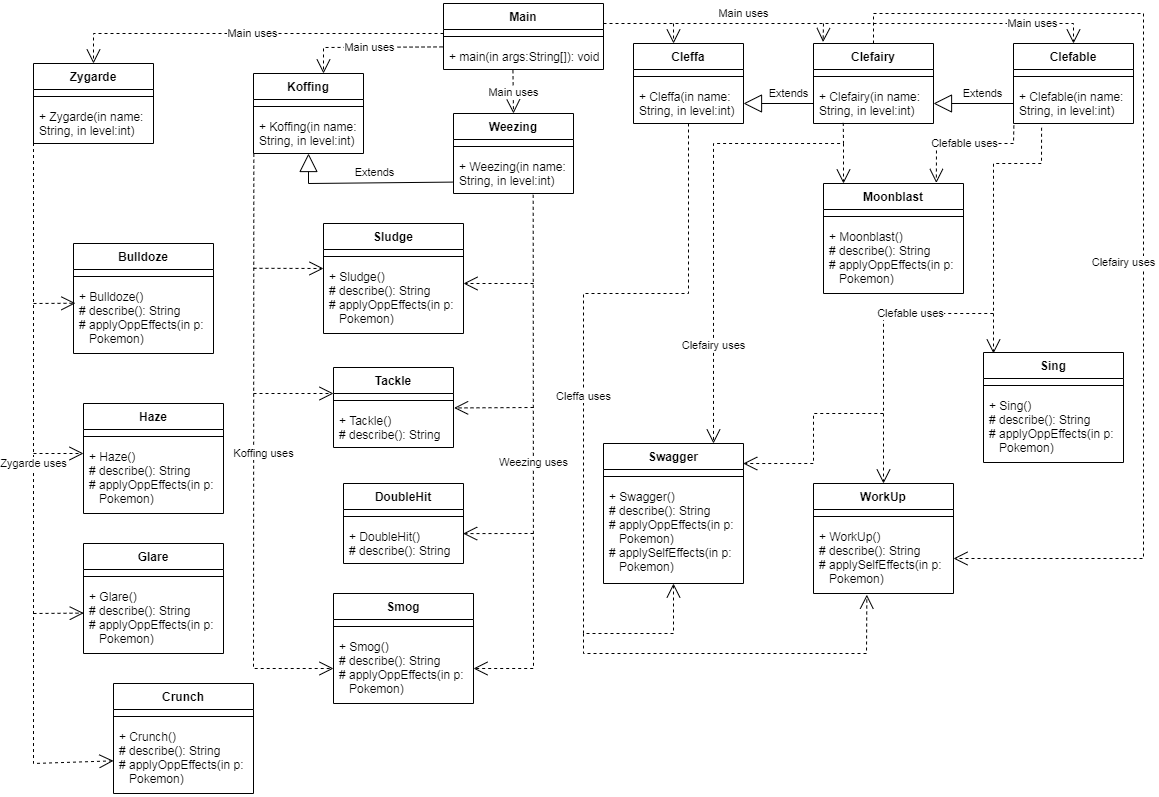 Main
+ main(in args:String[]): void
Main uses
Main uses
Main uses
Main uses
Main uses
Zygarde
+ Zygarde(in name:
String, in level:int)
Koffing
+ Koffing(in name:
String, in level:int)
Weezing
+ Weezing(in name:
String, in level:int)
Extends
Cleffa
+ Cleffa(in name:
String, in level:int)
Extends
Clefairy
+ Clefairy(in name:
String, in level:int)
Extends
Clefable
+ Clefable(in name:
String, in level:int)
Clefable uses
Moonblast
+ Moonblast()
# describe(): String
# applyOppEffects(in p:
Pokemon)
Clefairy uses
Bulldoze
+ Bulldoze()
# describe(): String
# applyOppEffects(in p:
Pokemon)
Sludge
+ Sludge()
# describe(): String
# applyOppEffects(in p:
Pokemon)
Clefable uses
Clefairy uses
Sing
+ Sing()
# describe(): String
# applyOppEffects(in p:
Pokemon)
Tackle
+ Tackle()
# describe(): String
Cleffa uses
Haze
+ Haze()
# describe(): String
# applyOppEffects(in p:
Pokemon)
Zygarde uses
Koffing uses
Weezing uses
Swagger
+ Swagger()
# describe(): String
# applyOppEffects(in p:
Pokemon)
# applySelfEffects(in p:
Pokemon)
DoubleHit
+ DoubleHit()
# describe(): String
WorkUp
+ WorkUp()
# describe(): String
# applySelfEffects(in p:
Pokemon)
Glare
+ Glare()
# describe(): String
# applyOppEffects(in p:
Pokemon)
Smog
+ Smog()
# describe(): String
# applyOppEffects(in p:
Pokemon)
Crunch
+ Crunch()
# describe(): String
# applyOppEffects(in p:
Pokemon)